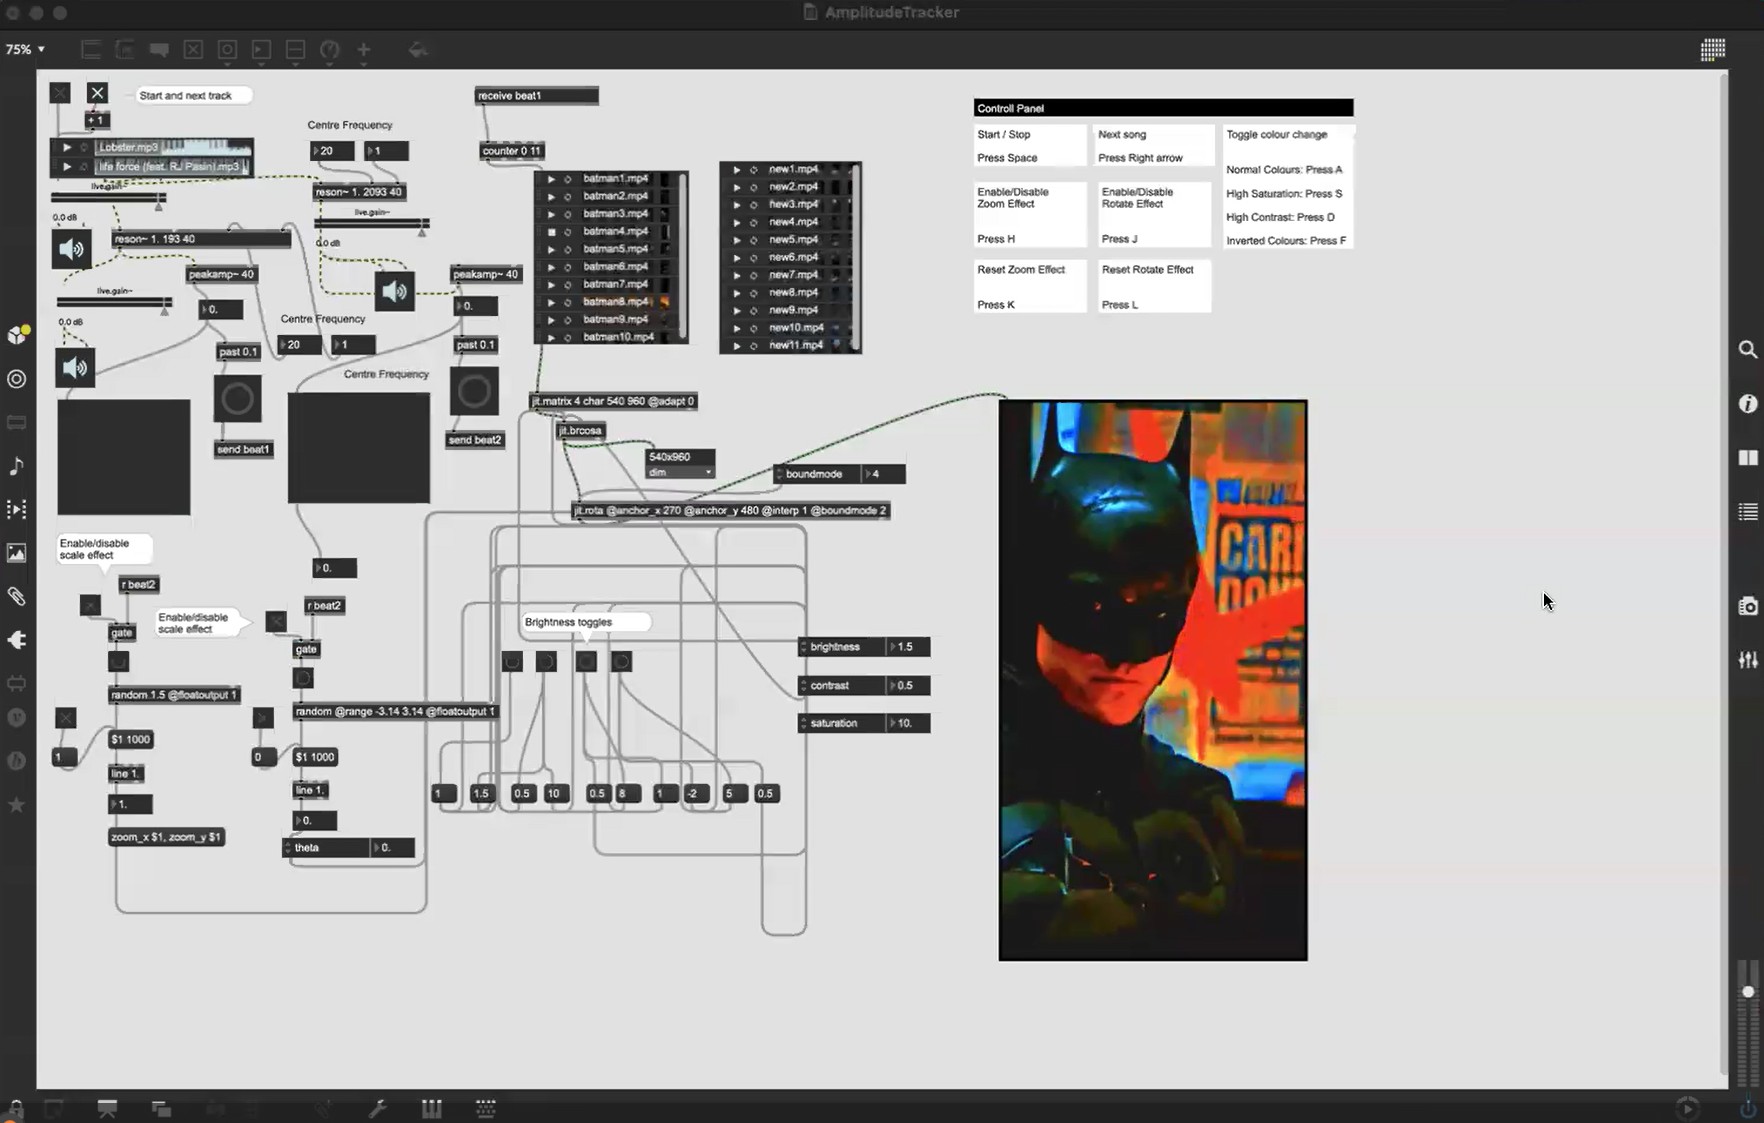 AmplitudeTracker
75%
Start and next track
+ 1
Lobster.mp3
life force (feat. RJ Pasin).mp3
live.gain~
0.0 dB
reson~ 1. 193 40
live.gain~
0.0 dB
peakamp~ 40
0.
past 0.1
send beat1
Centre Frequency
20
1
reson~ 1. 2093 40
live.gain~
0.0 dB
Centre Frequency
20
1
Centre Frequency
peakamp~ 40
0.
past 0.1
send beat2
0.
receive beat1
counter 0 11
batman1.mp4
batman2.mp4
batman3.mp4
batman4.mp4
batman5.mp4
batman6.mp4
batman7.mp4
batman8.mp4
batman9.mp4
batman10.mp4
new1.mp4
new2.mp4
new3.mp4
new4.mp4
new5.mp4
new6.mp4
new7.mp4
new8.mp4
new9.mp4
new10.mp4
new11.mp4
jit.matrix 4 char 540 960 @adapt 0
jit.brcosa
540x960
dim
boundmode
4
jit.rota @anchor_x 270 @anchor_y 480 @interp 1 @boundmode 2
Enable/disable
scale effect
r beat2
gate
random 1.5 @floatoutput 1
$1 1000
1
line 1.
1.
zoom_x $1, zoom_y $1
Enable/disable
scale effect
r beat2
gate
random @range -3.14 3.14 @floatoutput 1
0
$1 1000
line 1.
0.
theta
0.
Brightness toggles
1
1.5
0.5
10
0.5
8
1
-2
5
0.5
brightness
1.5
contrast
0.5
saturation
10.
Controll Panel
Start / Stop
Press Space
Next song
Press Right arrow
Toggle colour change
Normal Colours: Press A
High Saturation: Press S
High Contrast: Press D
Inverted Colours: Press F
Enable/Disable
Zoom Effect
Press H
Enable/Disable
Rotate Effect
Press J
Reset Zoom Effect
Press K
Reset Rotate Effect
Press L